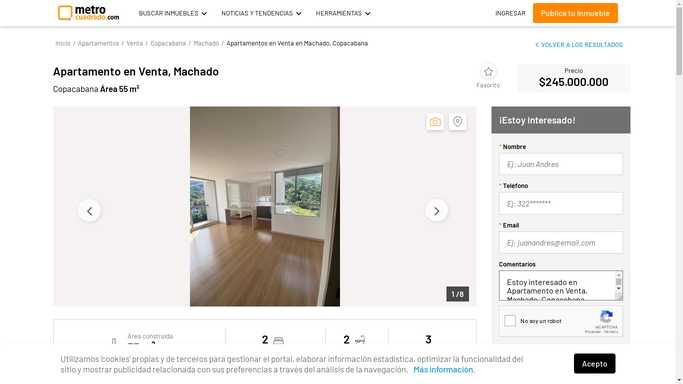 metro
cuadrado.com
BUSCAR INMUEBLES
NOTICIAS Y TENDENCIAS
HERRAMIENTAS
INGRESAR
Publica tu Inmueble
Inicio / Apartamentos / Venta / Copacabana / Machado / Apartamentos en Venta en Machado, Copacabana
VOLVER A LOS RESULTADOS
Apartamento en Venta, Machado
Copacabana Área 55 m²
Favorito
Precio
$245.000.000
1 / 8
¡Estoy Interesado!
* Nombre
Ej: Juan Andres
* Teléfono
Ej: 322*******
* Email
Ej: juanandres@email.com
Comentarios
Estoy interesado en
Apartamento en Venta,
Machado, Copacabana
No soy un robot
reCAPTCHA
Privacidad - Términos
Área construida
2
2
3
Utilizamos 'cookies' propias y de terceros para gestionar el portal, elaborar información estadística, optimizar la funcionalidad del
sitio y mostrar publicidad relacionada con sus preferencias a través del análisis de la navegación. Más información.
Acepto